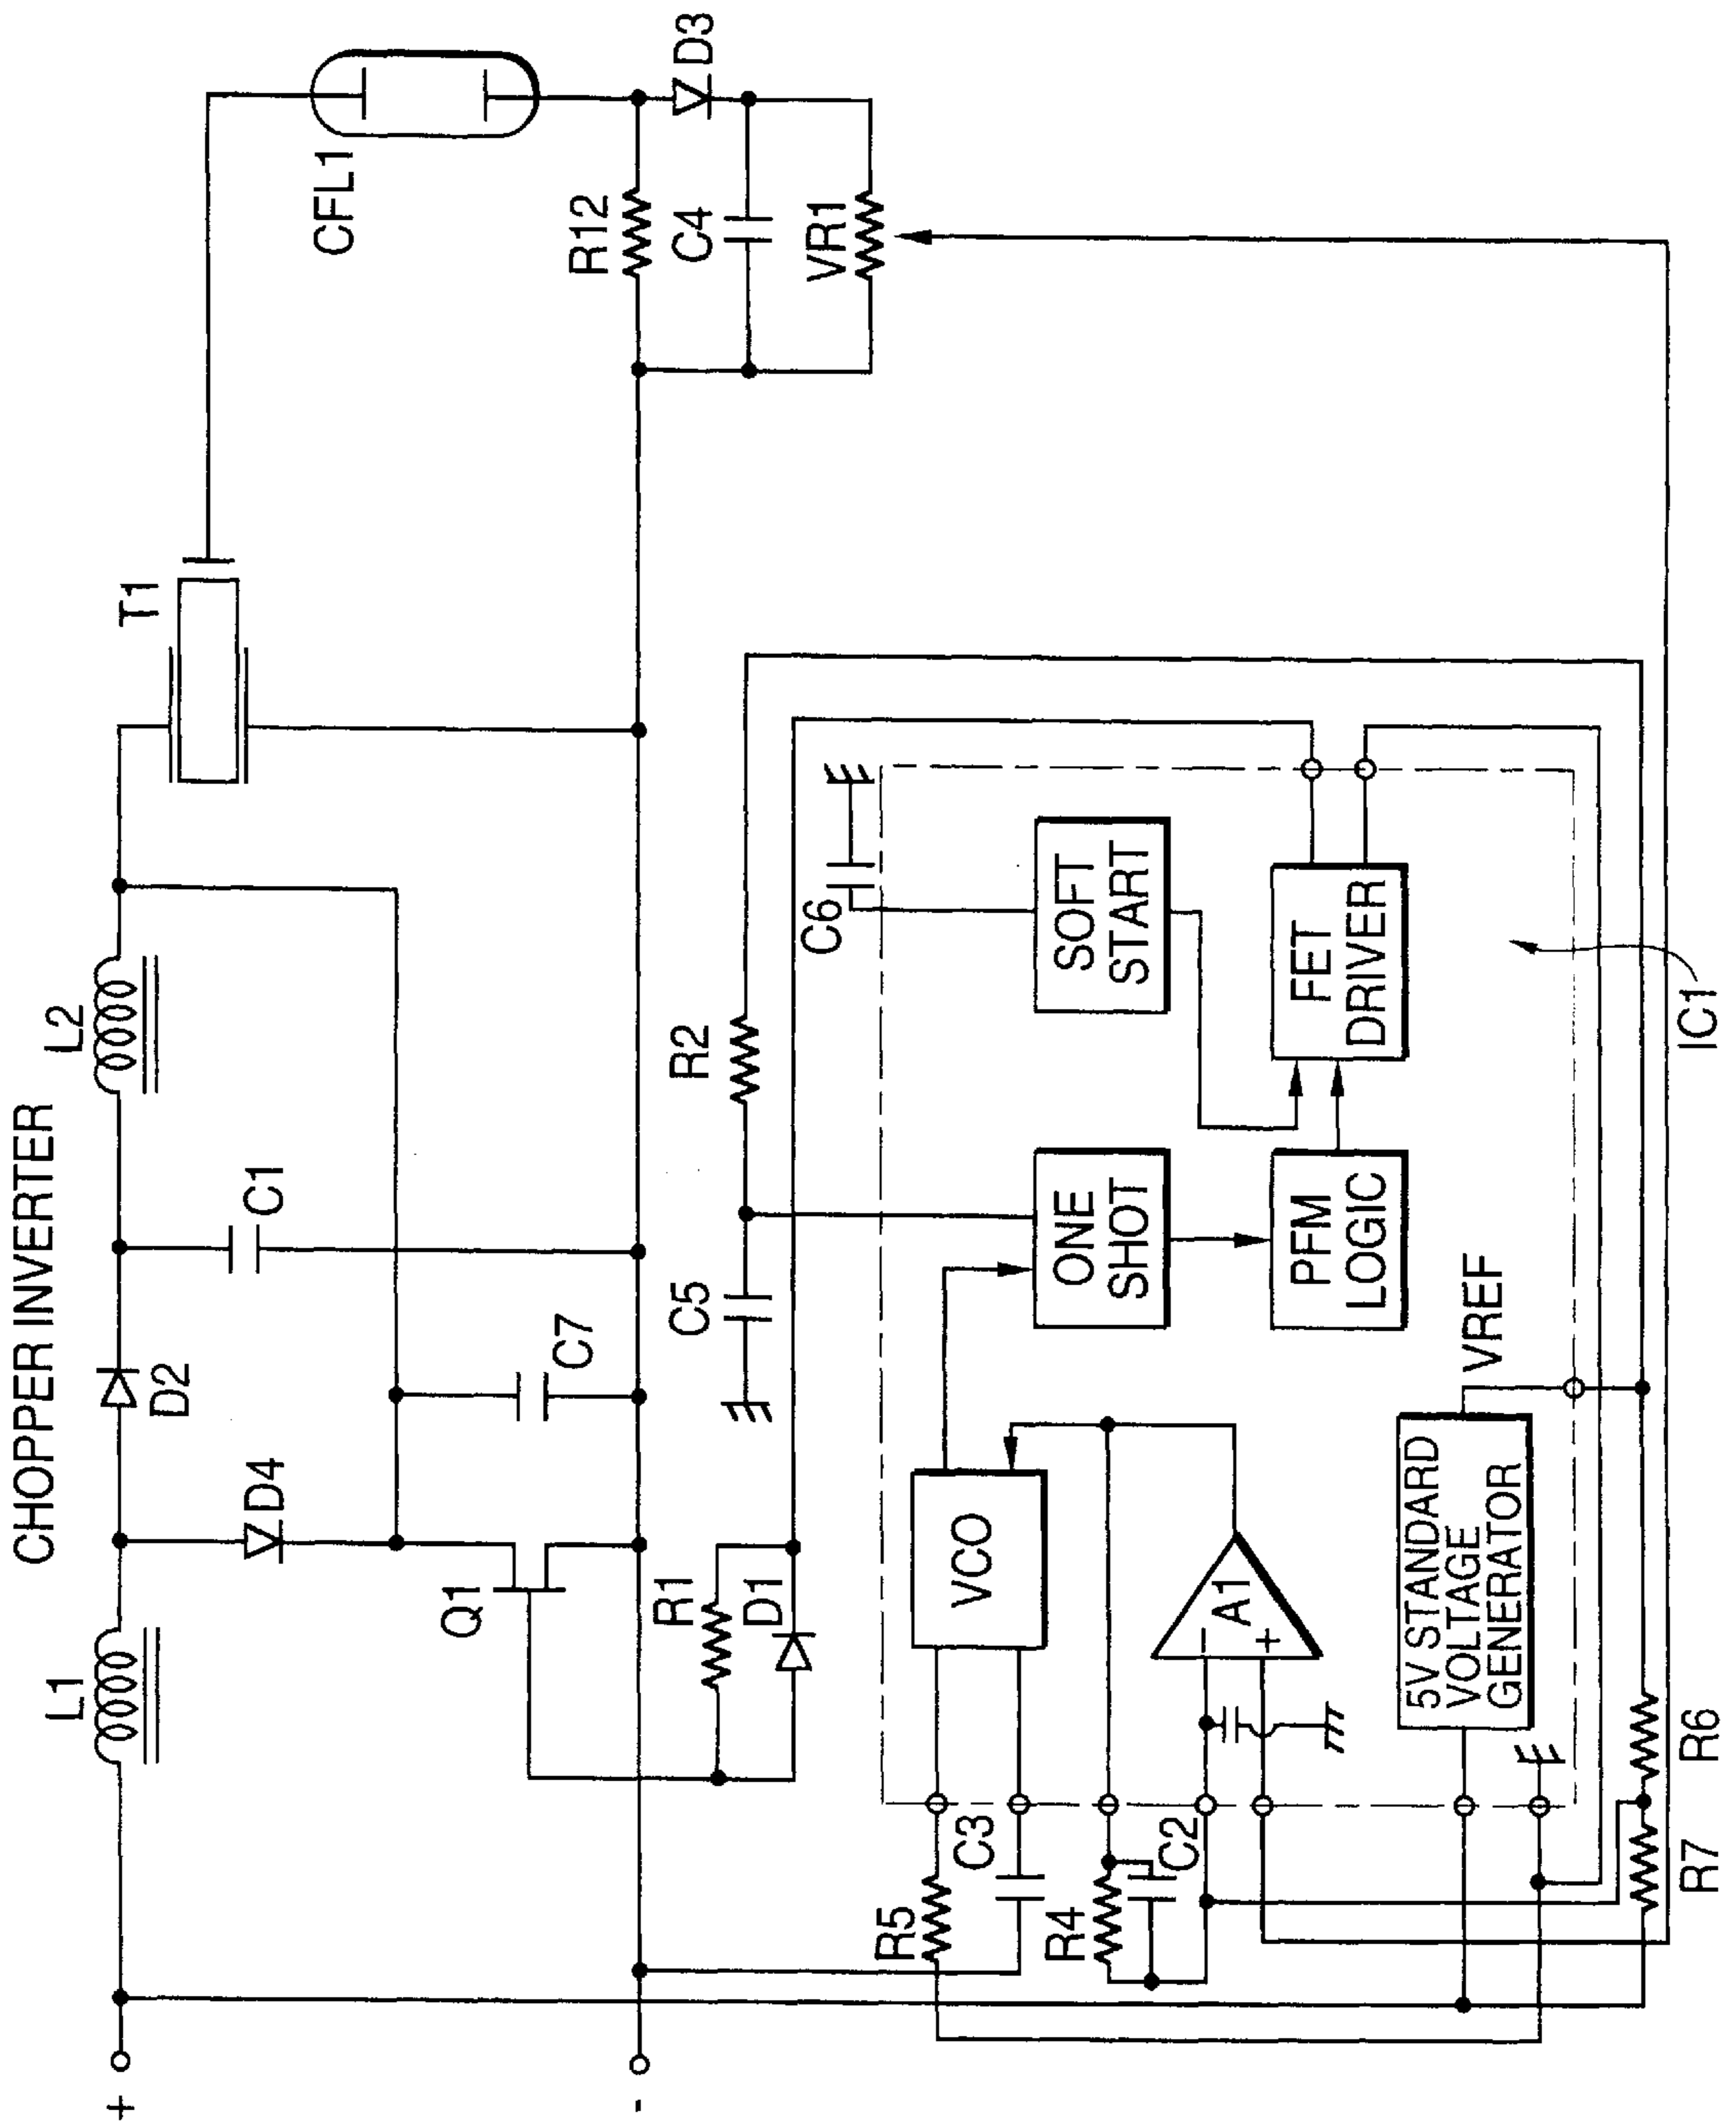 CHOPPER INVERTER
+
L1
D2
L2
T1
D4
C1
CFL1
Q1
C7
R12
D3
-
R1
D1
C5
R2
C4
VR1
C6
R5
C3
VCO
ONE
SHOT
SOFT
START
R4
C2
A1
-
+
PFM
LOGIC
FET
DRIVER
5V STANDARD
VOLTAGE
GENERATOR
VREF
R7
R6
IC1